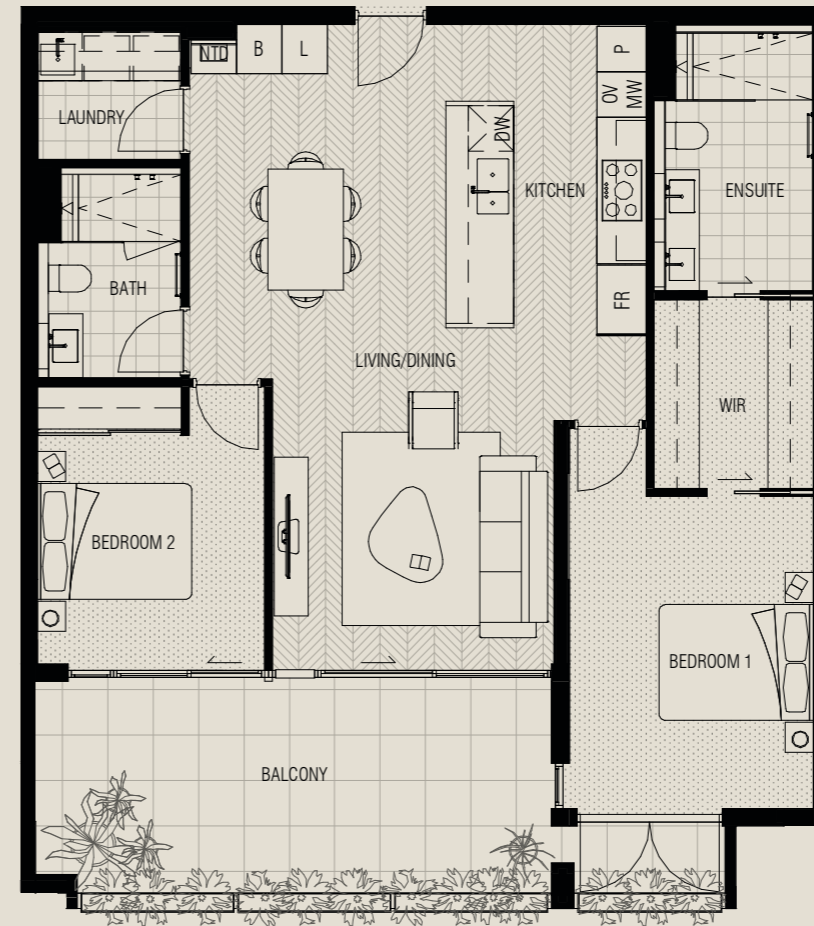 NTD
B
L
P
OV
MW
LAUNDRY
DW
KITCHEN
ENSUITE
BATH
FR
LIVING/DINING
WIR
BEDROOM 2
BEDROOM 1
BALCONY